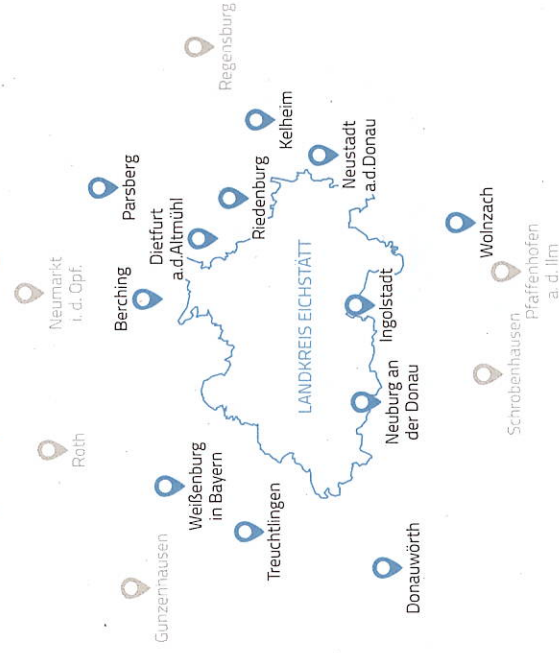 Neumarkt
i. d. Opf.
Roth
Parsberg
Regensburg
Gunzenhausen
Berching
Dietfurt
a.d.Altmühl
Weißenburg
in Bayern
Riedenburg
Kelheim
Treuchtlingen
LANDKREIS EICHSTÄTT
Neustadt
a.d.Donau
Ingolstadt
Neuburg an
der Donau
Donauwörth
Wolnzach
Schrobenhausen
Pfaffenhofen
a. d. Ilm